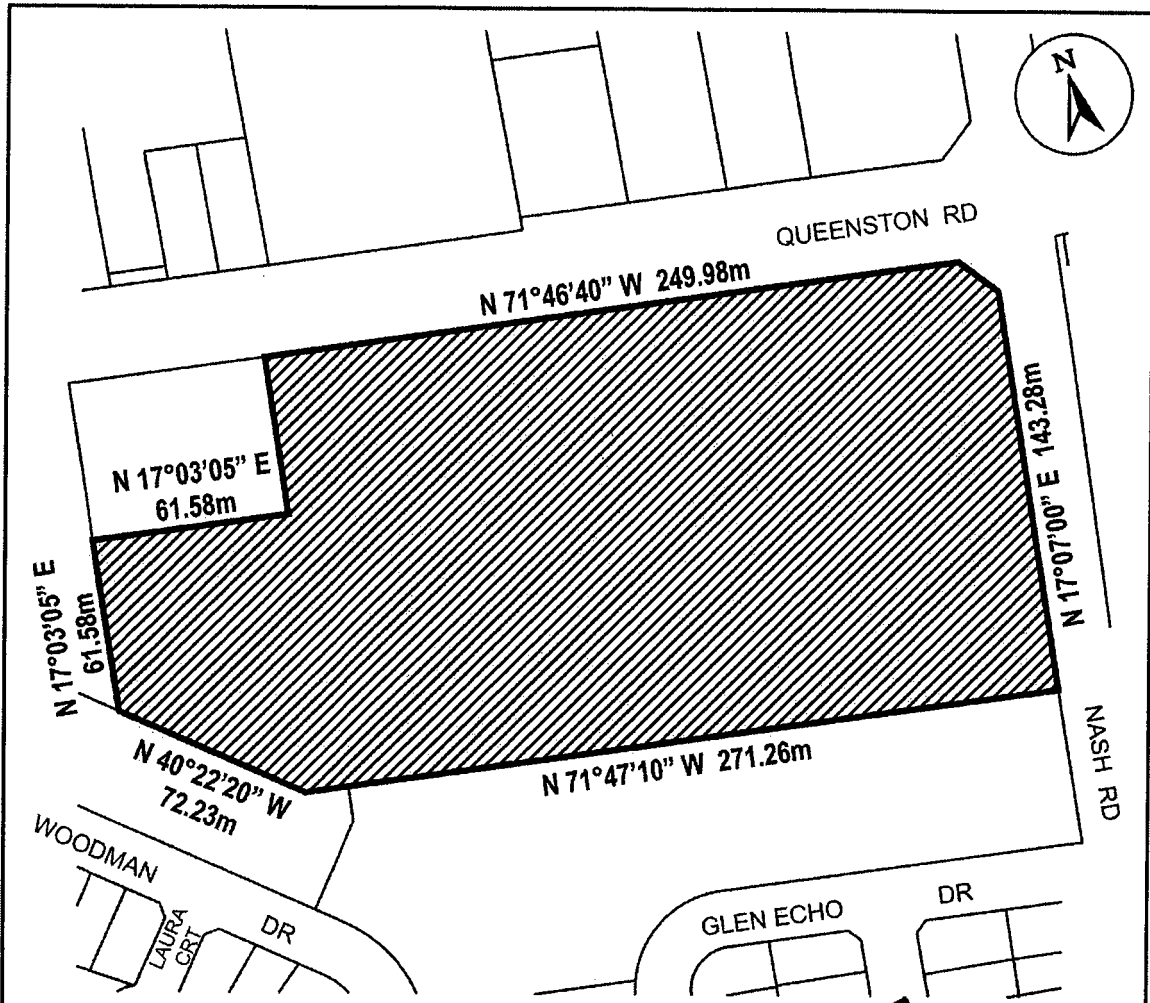 N
QUEENSTON RD
N 71°46'40" W 249.98m
N 17°03'05" E
61.58m
N 17°07'00" E 143.28m
N 17°03'05" E
61.58m
N 40°22'20" W
72.23m
N 71°47'10" W 271.26m
NASH RD
WOODMAN
DR
LAURA
CRT
GLEN ECHO
DR